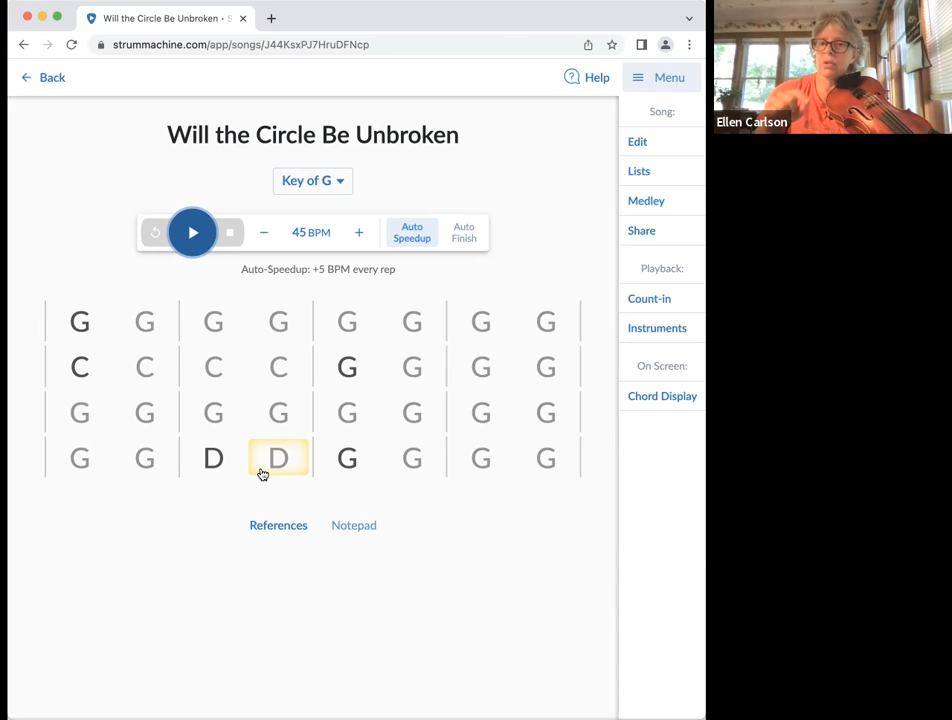 Will the Circle Be Unbroken • S
strummachine.com/app/songs/J44KsxPJ7HruDFNcp
Back
Help
Menu
Will the Circle Be Unbroken
Key of G
45 BPM
Auto Speedup
Auto Finish
Auto-Speedup: +5 BPM every rep
G G G G G G G G
C C C C G G G G
G G G G G G G G
G G D D G G G G
References Notepad
Song:
Edit
Lists
Medley
Share
Playback:
Count-in
Instruments
On Screen:
Chord Display
Ellen Carlson